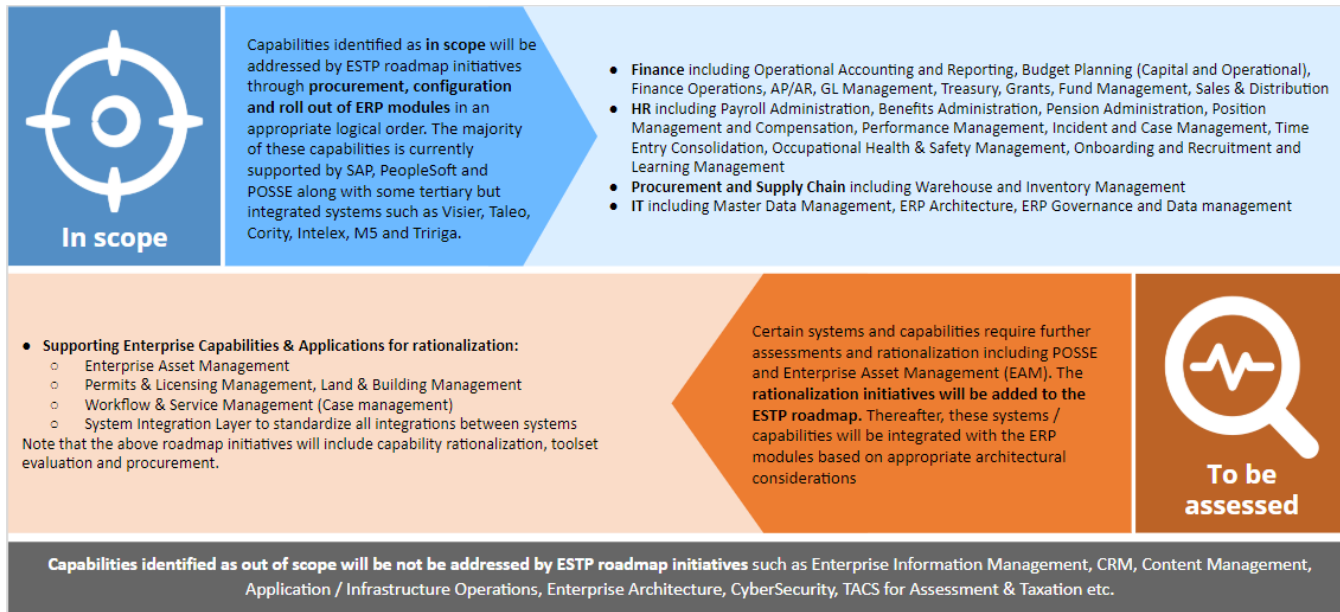 In scope
Capabilities identified as in scope will be
addressed by ESTP roadmap initiatives
through procurement, configuration
and roll out of ERP modules in an
appropriate logical order. The majority
of these capabilities is currently
supported by SAP, PeopleSoft and
POSSE along with some tertiary but
integrated systems such as Visier, Taleo,
Cority, Intelex, M5 and Tririga.
● Finance including Operational Accounting and Reporting, Budget Planning (Capital and Operational),
Finance Operations, AP/AR, GL Management, Treasury, Grants, Fund Management, Sales & Distribution
● HR including Payroll Administration, Benefits Administration, Pension Administration, Position
Management and Compensation, Performance Management, Incident and Case Management, Time
Entry Consolidation, Occupational Health & Safety Management, Onboarding and Recruitment and
Learning Management
● Procurement and Supply Chain including Warehouse and Inventory Management
● IT including Master Data Management, ERP Architecture, ERP Governance and Data management
● Supporting Enterprise Capabilities & Applications for rationalization:
○ Enterprise Asset Management
○ Permits & Licensing Management, Land & Building Management
○ Workflow & Service Management (Case management)
○ System Integration Layer to standardize all integrations between systems
Note that the above roadmap initiatives will include capability rationalization, toolset
evaluation and procurement.
Certain systems and capabilities require further
assessments and rationalization including POSSE
and Enterprise Asset Management (EAM). The
rationalization initiatives will be added to the
ESTP roadmap. Thereafter, these systems /
capabilities will be integrated with the ERP
modules based on appropriate architectural
considerations
To be
assessed
Capabilities identified as out of scope will be not be addressed by ESTP roadmap initiatives such as Enterprise Information Management, CRM, Content Management,
Application / Infrastructure Operations, Enterprise Architecture, CyberSecurity, TACS for Assessment & Taxation etc.